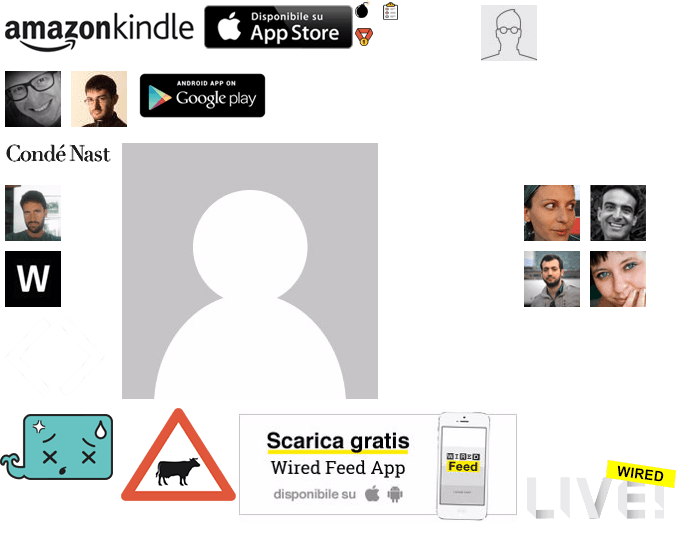 amazonkindle
Disponibile su
App Store
ANDROID APP ON
Google play
Condé Nast
W
Scarica gratis
Wired Feed App
disponibile su
WIRED
Feed
WIRED
LIVE!